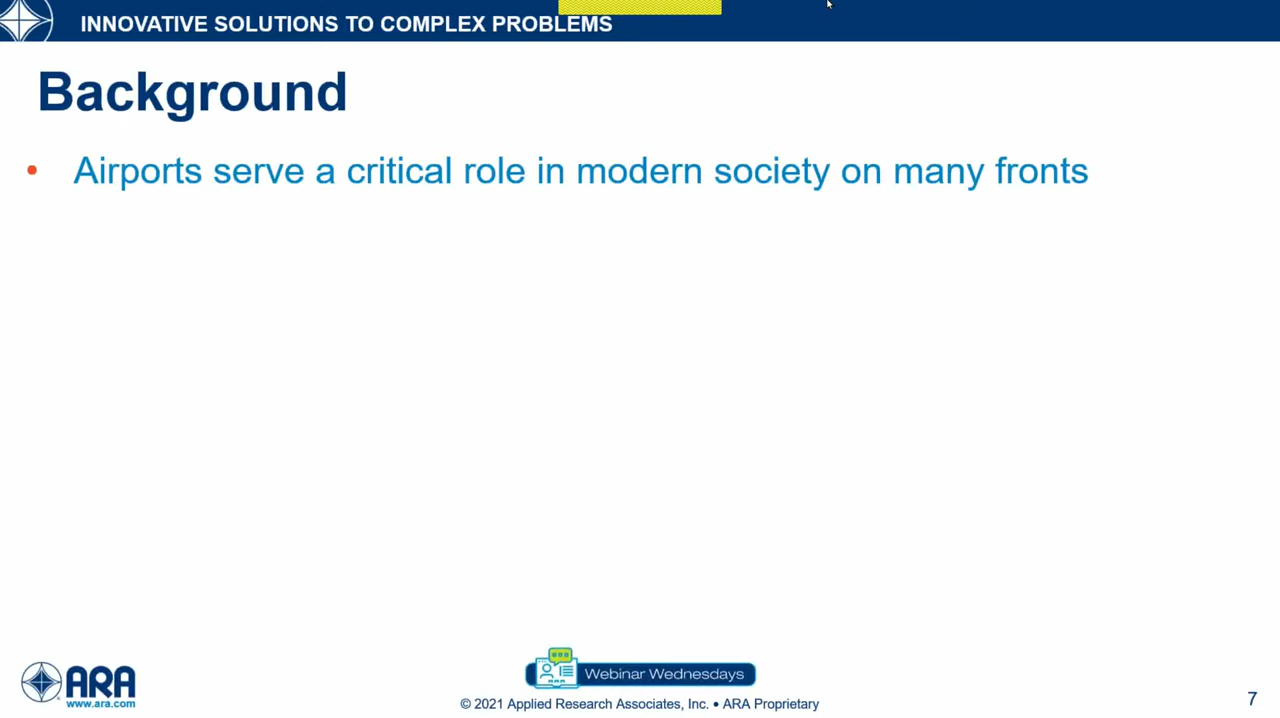 INNOVATIVE SOLUTIONS TO COMPLEX PROBLEMS
Background
• Airports serve a critical role in modern society on many fronts
ARA
www.ara.com
Webinar Wednesdays
© 2021 Applied Research Associates, Inc. • ARA Proprietary
7